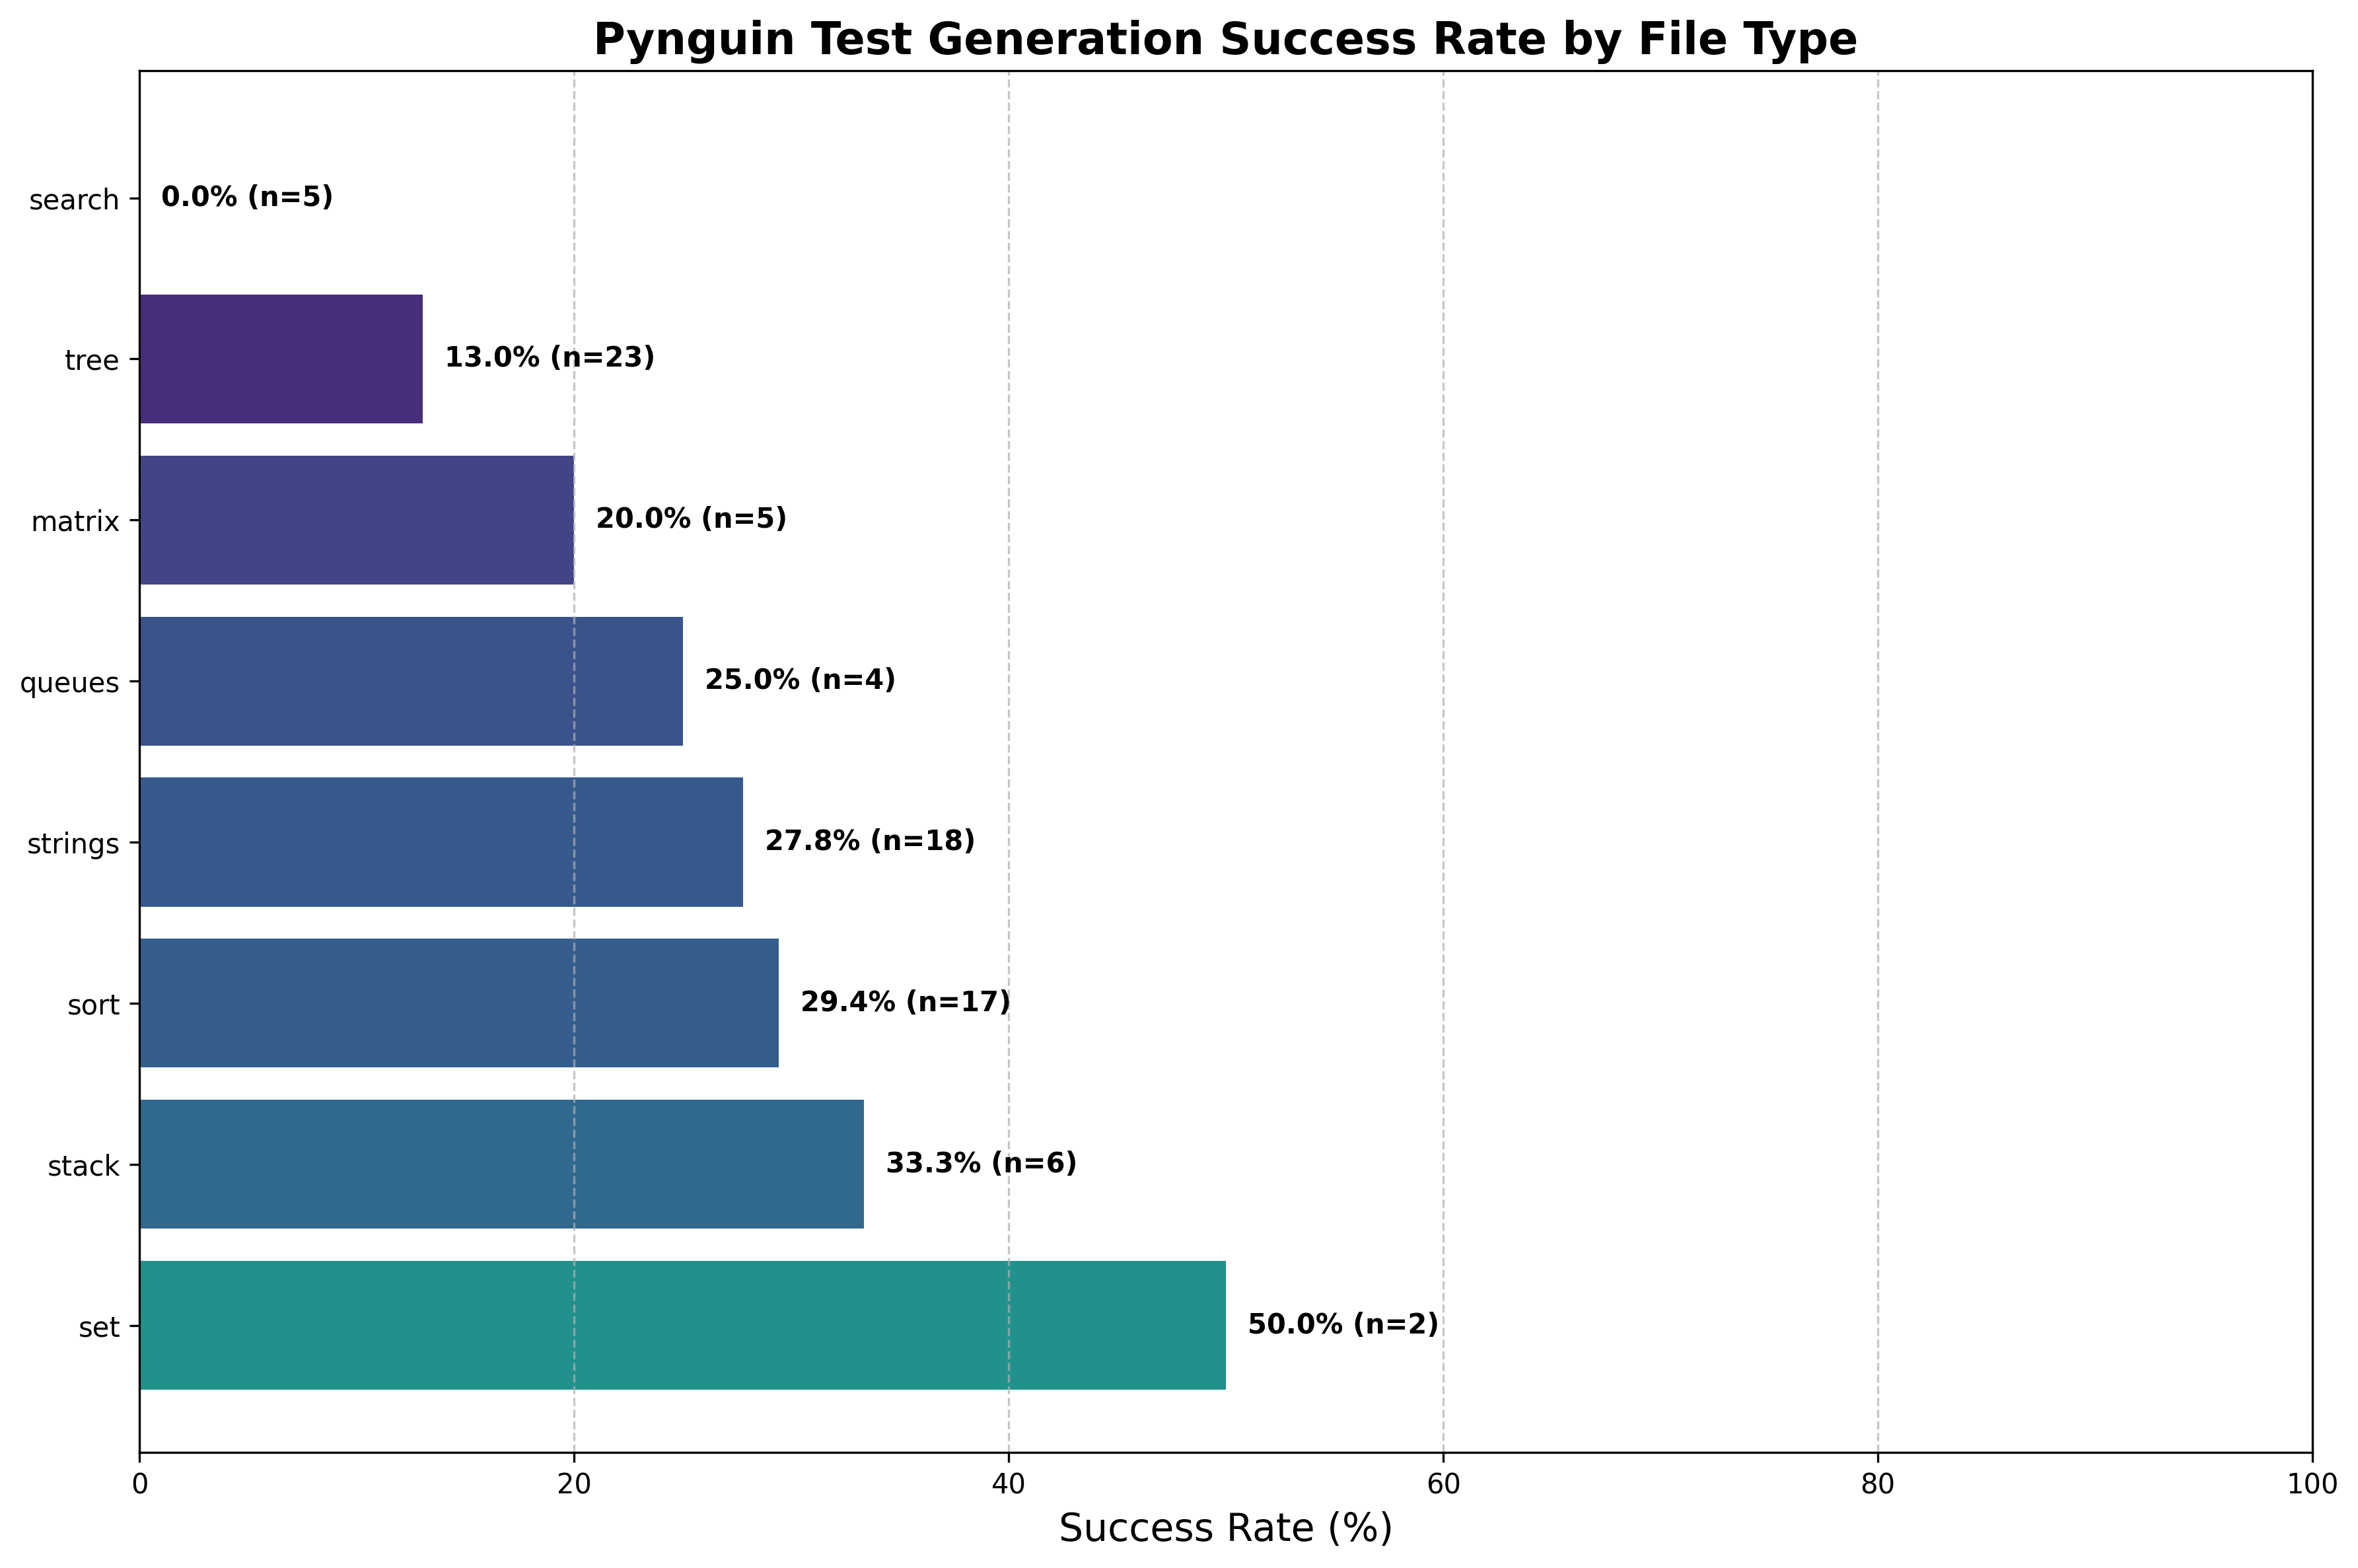 Pynguin Test Generation Success Rate by File Type
search 0.0% (n=5)
tree 13.0% (n=23)
matrix 20.0% (n=5)
queues 25.0% (n=4)
strings 27.8% (n=18)
sort 29.4% (n=17)
stack 33.3% (n=6)
set 50.0% (n=2)
0 20 40 60 80 100
Success Rate (%)